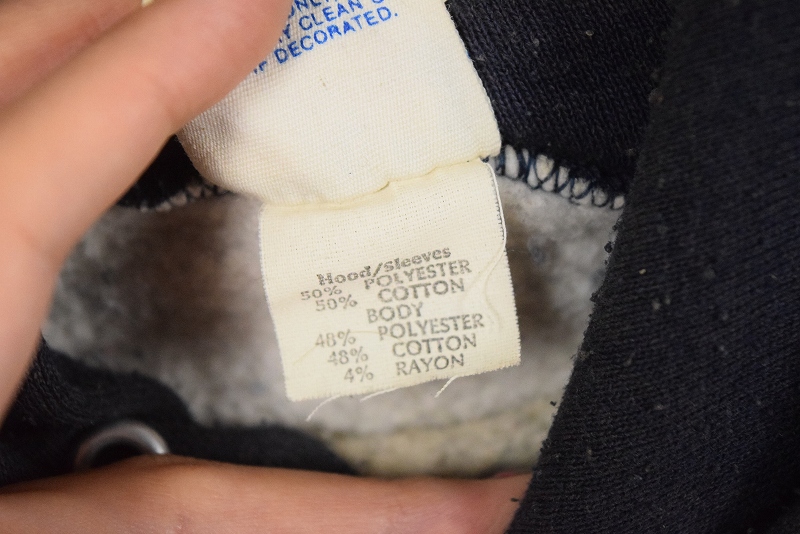 CLEAN
DECORATED.
Hood/Sleeves
50% POLYESTER
50% COTTON
BODY
48% POLYESTER
48% COTTON
4% RAYON